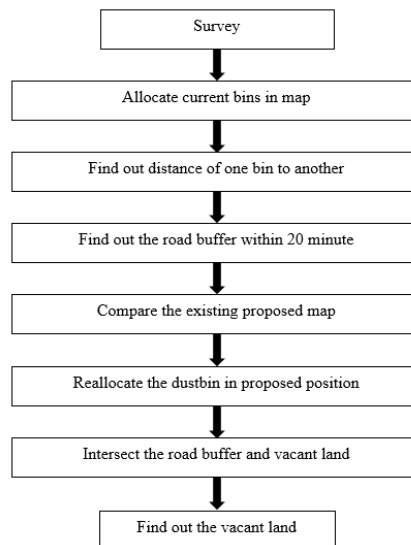 Survey
Allocate current bins in map
Find out distance of one bin to another
Find out the road buffer within 20 minute
Compare the existing proposed map
Reallocate the dustbin in proposed position
Intersect the road buffer and vacant land
Find out the vacant land